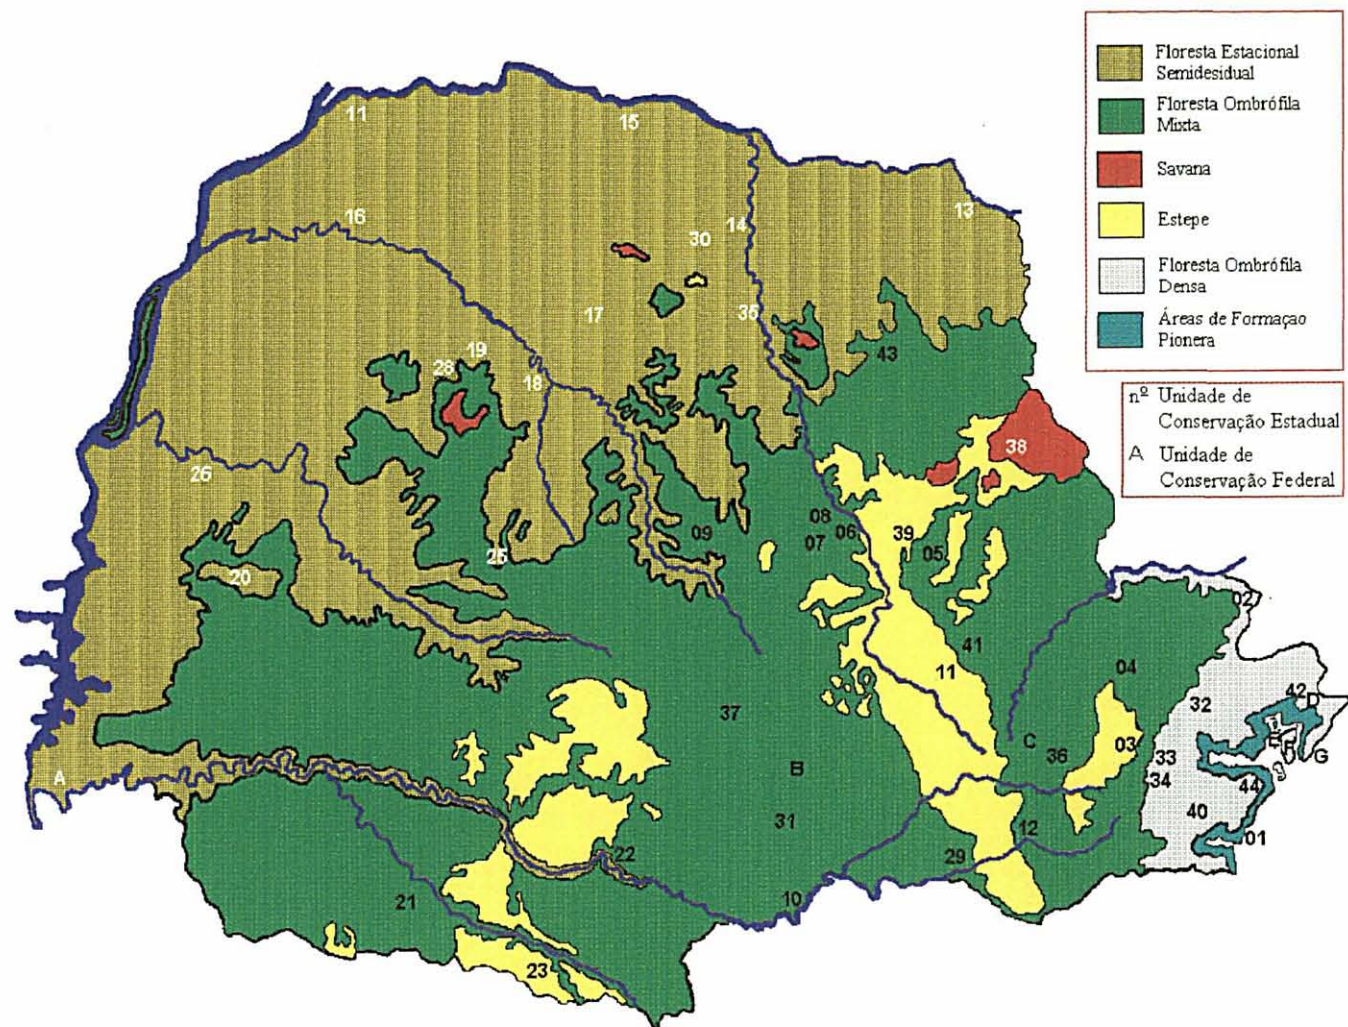 Floresta Estacional
Semidesidual
Floresta Ombrófila
Mixta
Savana
Estepe
Floresta Ombrófila
Densa
Áreas de Formaçao
Pionera
nº Unidade de
Conservação Estadual
A Unidade de
Conservação Federal
11
15
16
14
13
30
17
35
19
28
18
43
26
38
09
08
06
07
39
05
25
20
02
41
11
04
32
42
D
37
C
36
03
33
34
E
F
G
A
B
44
40
31
12
01
22
29
21
10
23